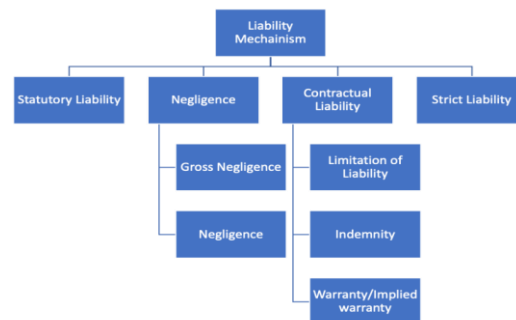 Liability
Mechainism
Statutory Liability
Negligence
Contractual
Liability
Strict Liability
Gross Negligence
Limitation of
Liability
Negligence
Indemnity
Warranty/Implied
warranty